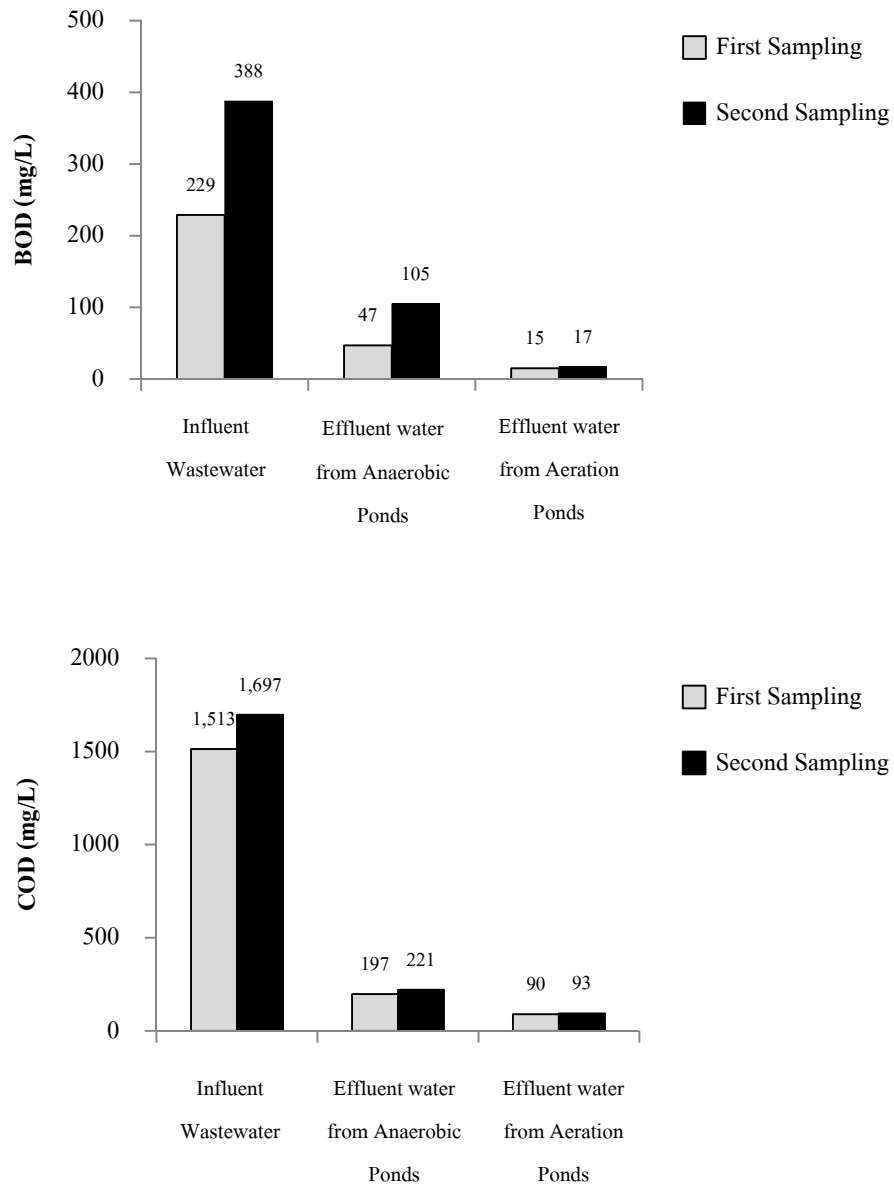 500
400
300
200
100
0
BOD (mg/L)
388
229
105
47
15
17
First Sampling
Second Sampling
Influent
Wastewater
Effluent water
from Anaerobic
Ponds
Effluent water
from Aeration
Ponds
2000
1500
1000
500
0
COD (mg/L)
1,697
1,513
197
221
90
93
First Sampling
Second Sampling
Influent
Wastewater
Effluent water
from Anaerobic
Ponds
Effluent water
from Aeration
Ponds